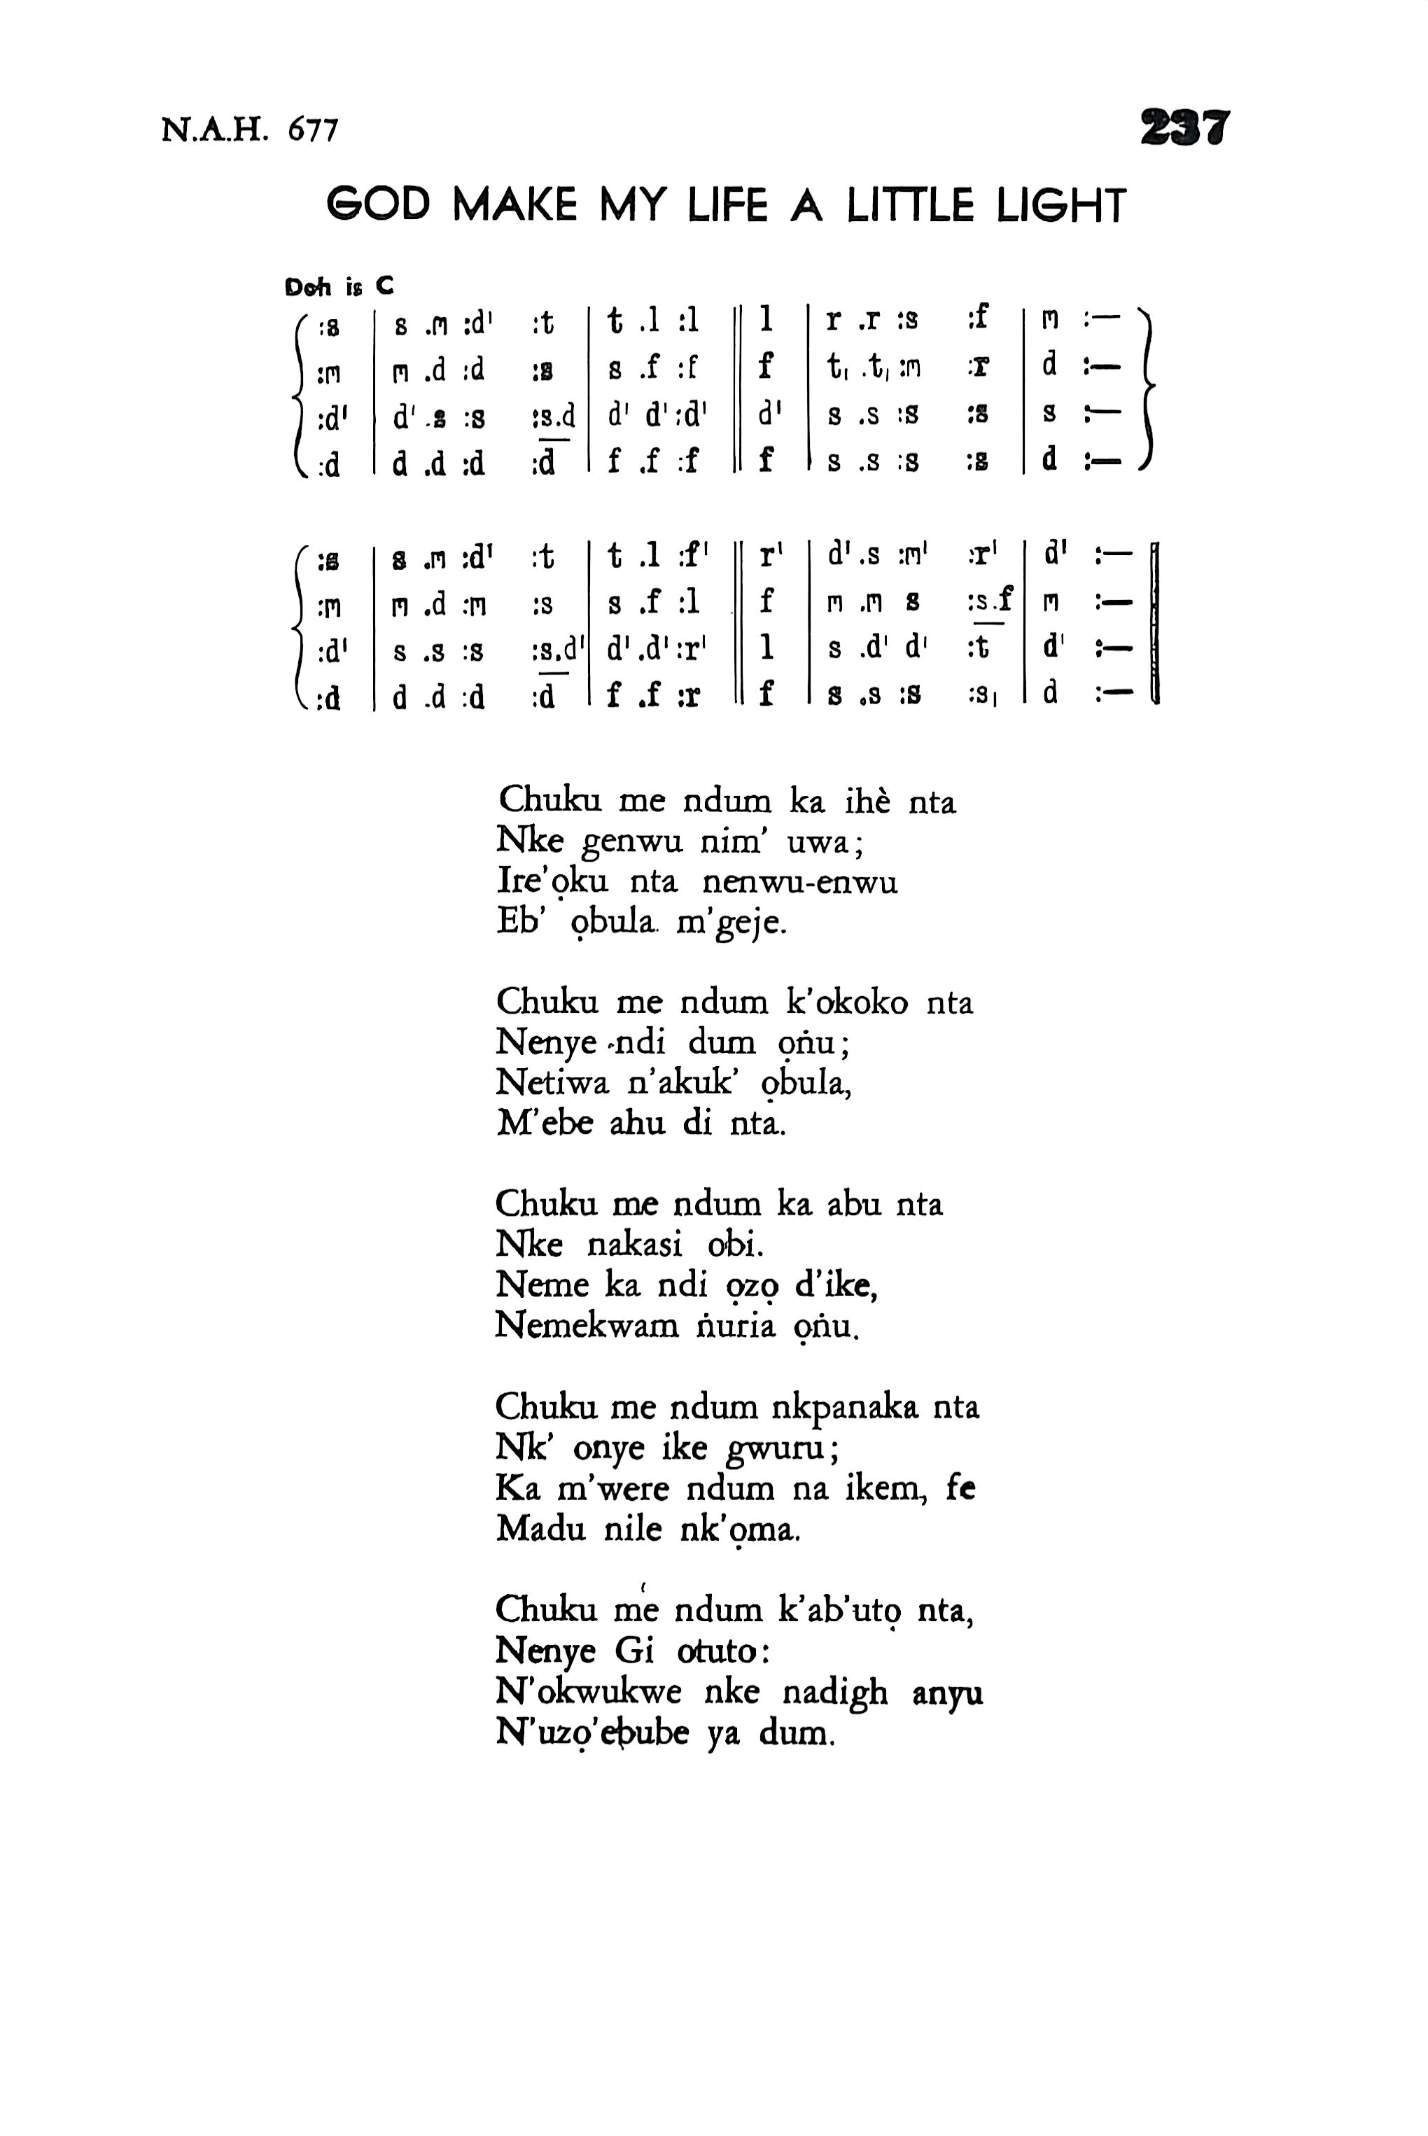 N.A.H. 677
237
GOD MAKE MY LIFE A LITTLE LIGHT
Doh is C
:s | s .m :d' :t | t .l :l || l | r .r :s :f | m :—
:m | m .d :d :s | s .f :f || f | t, .t, :m :r | d :—
:d' | d' .s :s :s.d | d' d' :d' || d' | s .s :s :s | s :—
:d | d .d :d :d | f .f :f || f | s .s :s :s | d :—
:s | s .m :d' :t | t .l :f' || r' | d' .s :m' :r' | d' :—
:m | m .d :m :s | s .f :l || f | m .m s :s.f | m :—
:d' | s .s :s :s.d' | d' .d' :r' || l | s .d' d' :t | d' :—
:d | d .d :d :d | f .f :r || f | s .s :s :s, | d :—
Chuku me ndum ka ihè nta
Nke genwu nim' uwa;
Ire'ọku nta nenwu-enwu
Eb' ọbula m'geje.
Chuku me ndum k'okoko nta
Nenye ndi dum ọṅu;
Netiwa n'akuk' ọbula,
M'ebe ahu di nta.
Chuku me ndum ka abu nta
Nke nakasi obi.
Neme ka ndi ọzọ d'ike,
Nemekwam ṅuria ọṅu.
Chuku me ndum nkpanaka nta
Nk' onye ike gwuru;
Ka m'were ndum na ikem, fe
Madu nile nk'ọma.
Chuku me ndum k'ab'utọ nta,
Nenye Gi otuto:
N'okwukwe nke nadigh anyu
N'uzọ'ebube ya dum.